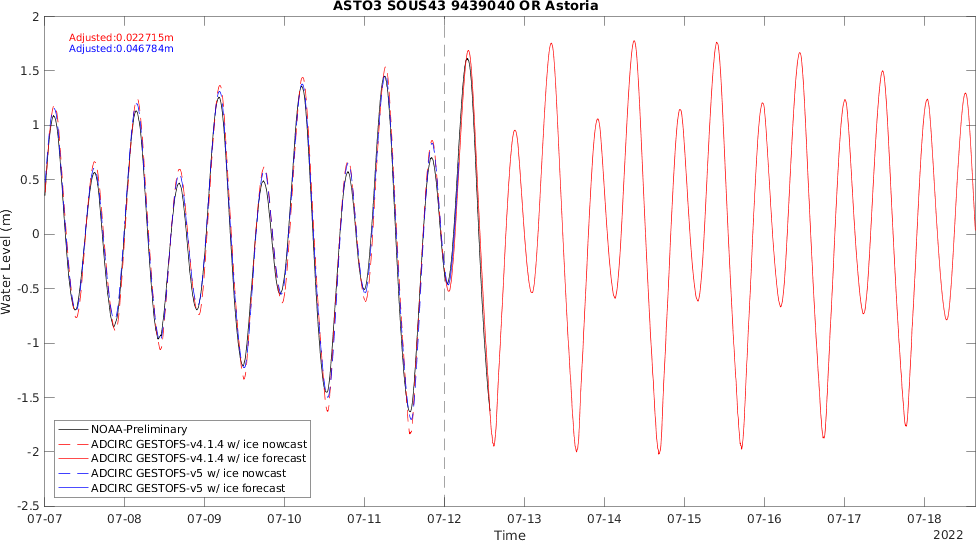 ASTO3 SOUS43 9439040 OR Astoria
Adjusted:0.022715m
Adjusted:0.046784m
2
1.5
1
0.5
0
-0.5
-1
-1.5
-2
-2.5
Water Level (m)
NOAA-Preliminary
ADCIRC GESTOFS-v4.1.4 w/ ice nowcast
ADCIRC GESTOFS-v4.1.4 w/ ice forecast
ADCIRC GESTOFS-v5 w/ ice nowcast
ADCIRC GESTOFS-v5 w/ ice forecast
07-07 07-08 07-09 07-10 07-11 07-12 07-13 07-14 07-15 07-16 07-17 07-18
Time
2022